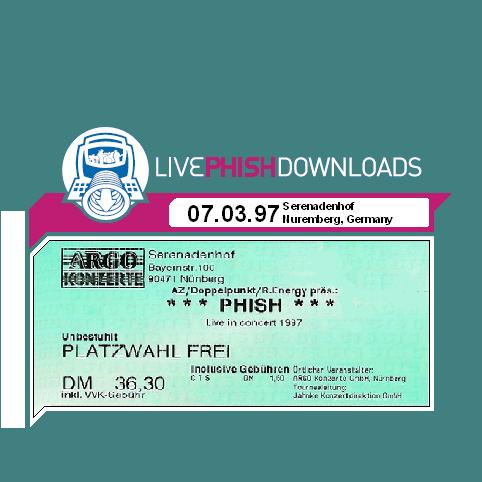 LIVEPHISHDOWNLOADS
07.03.97
Serenadenhof
Nuremberg, Germany
ARGO
KONZERTE
Serenadenhof
Bayernstr.100
90471 Nürnberg
AZ/Doppelpunkt/R.Energy präs.:
* * * PHISH * * *
Live in concert 1997
Unbestuhlt
PLATZWAHL FREI
DM 36,30
inkl. VVK-Gebühr
Inclusive Gebühren
C T S DM 1,60
Örtlicher Veranstalter:
ARGO Konzerte GmbH, Nürnberg
Tourneeleitung:
Jahnke Konzertdirektion GmbH